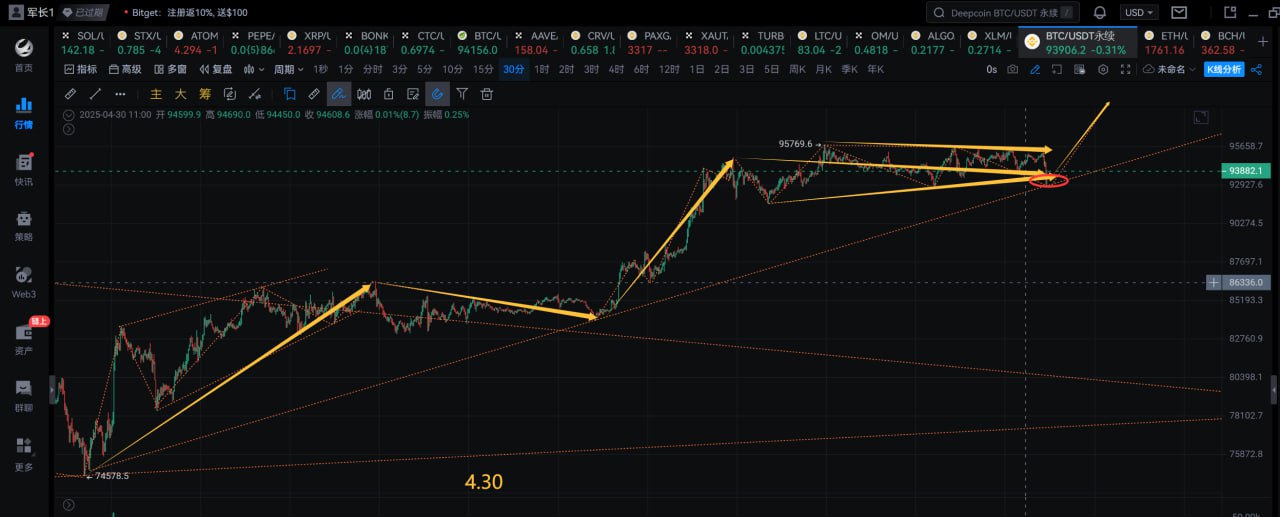 军长1 已过期 Bitget: 注册返10%, 送$100
Deepcoin BTC/USDT 永续 / USD
SOL/U STX/U ATOM PEPE/ XRP/U BONK CTC/U BTC/U AAVE CRV/U PAXG XAUT TURB LTC/U OM/U ALGO XLM/U BTC/USDT永续 ETH/U BCH/U
142.18 - 0.785 -4 4.294 -1 0.0{5}86 2.1697 - 0.0{4}18 0.6974 - 94156.0 158.04 - 0.658 1. 3317 -- 3318.0 - 0.004375 83.04 -2 0.4818 - 0.2177 - 0.2714 - 93906.2 -0.31% 1761.16 362.58 -
指标 高级 多窗 复盘 周期 1秒 1分 分时 3分 5分 10分 15分 30分 1时 2时 3时 4时 6时 8时 12时 1日 2日 3日 5日 周K 月K 季K 年K 0s 未命名 K线分析
主 大 筹
2025-04-30 11:00 开 94599.9 高 94690.0 低 94450.0 收 94608.6 涨幅 0.01%(8.7) 振幅 0.25%
首页
行情
快讯
策略
Web3
链上
资产
群聊
更多
95769.6
95658.7
93882.1
92927.6
90274.5
87697.1
86336.0
85193.3
82760.9
80398.1
78102.7
75872.8
74578.5
4.30